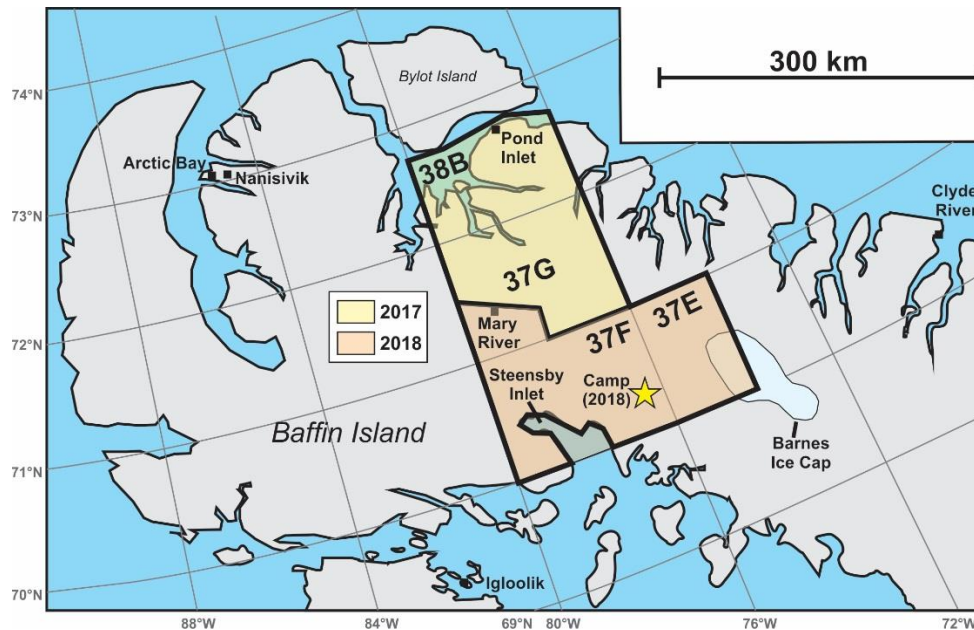 300 km
Bylot Island
74°N
Pond
Inlet
Arctic Bay
Nanisivik
38B
Clyde
River
73°N
37G
2017
2018
Mary
River
37F
37E
72°N
Steensby
Inlet
Camp
(2018)
Baffin Island
Barnes
Ice Cap
71°N
Igloolik
70°N
88°W
84°W
69°N
80°W
76°W
72°W